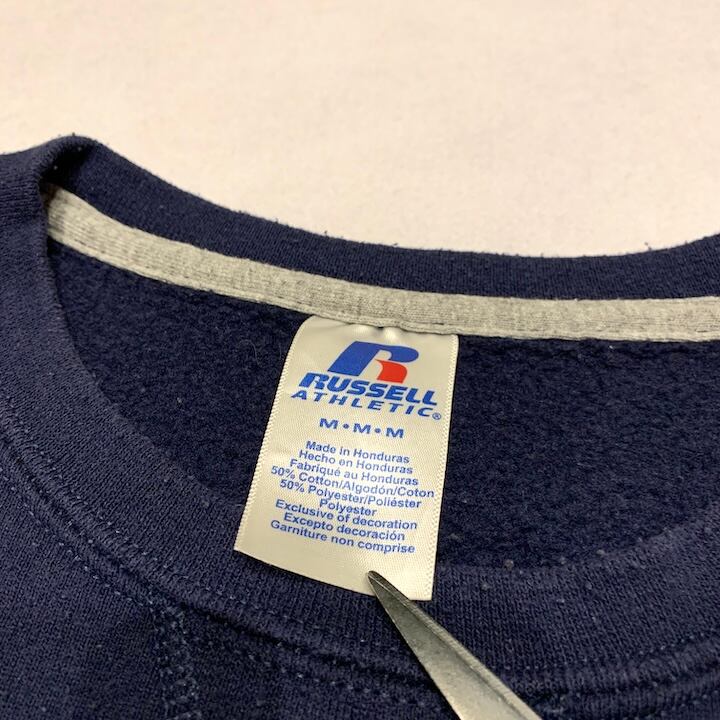 R
RUSSELL
ATHLETIC®
M•M•M
Made in Honduras
Hecho en Honduras
Fabriqué au Honduras
50% Cotton/Algodón/Coton
50% Polyester/Poliéster
Polyester
Exclusive of decoration
Excepto decoración
Garniture non comprise